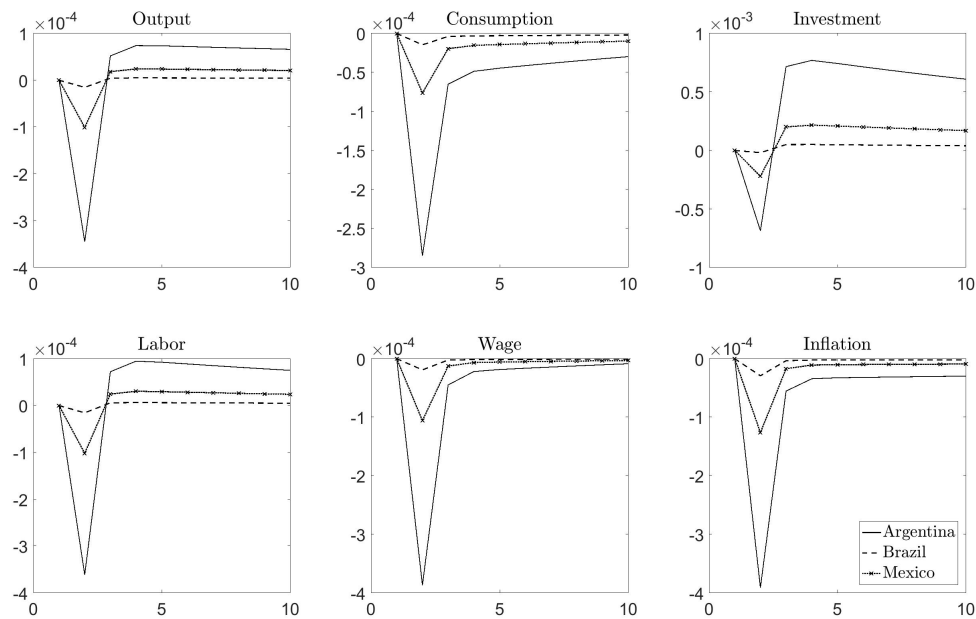 Output
×10⁻⁴
1
0
-1
-2
-3
-4
0 5 10
Consumption
×10⁻⁴
0
-0.5
-1
-1.5
-2
-2.5
-3
0 5 10
Investment
×10⁻³
1
0.5
0
-0.5
-1
0 5 10
Labor
×10⁻⁴
1
0
-1
-2
-3
-4
0 5 10
Wage
×10⁻⁴
0
-1
-2
-3
-4
0 5 10
Inflation
×10⁻⁴
0
-1
-2
-3
-4
0 5 10
Argentina
Brazil
Mexico